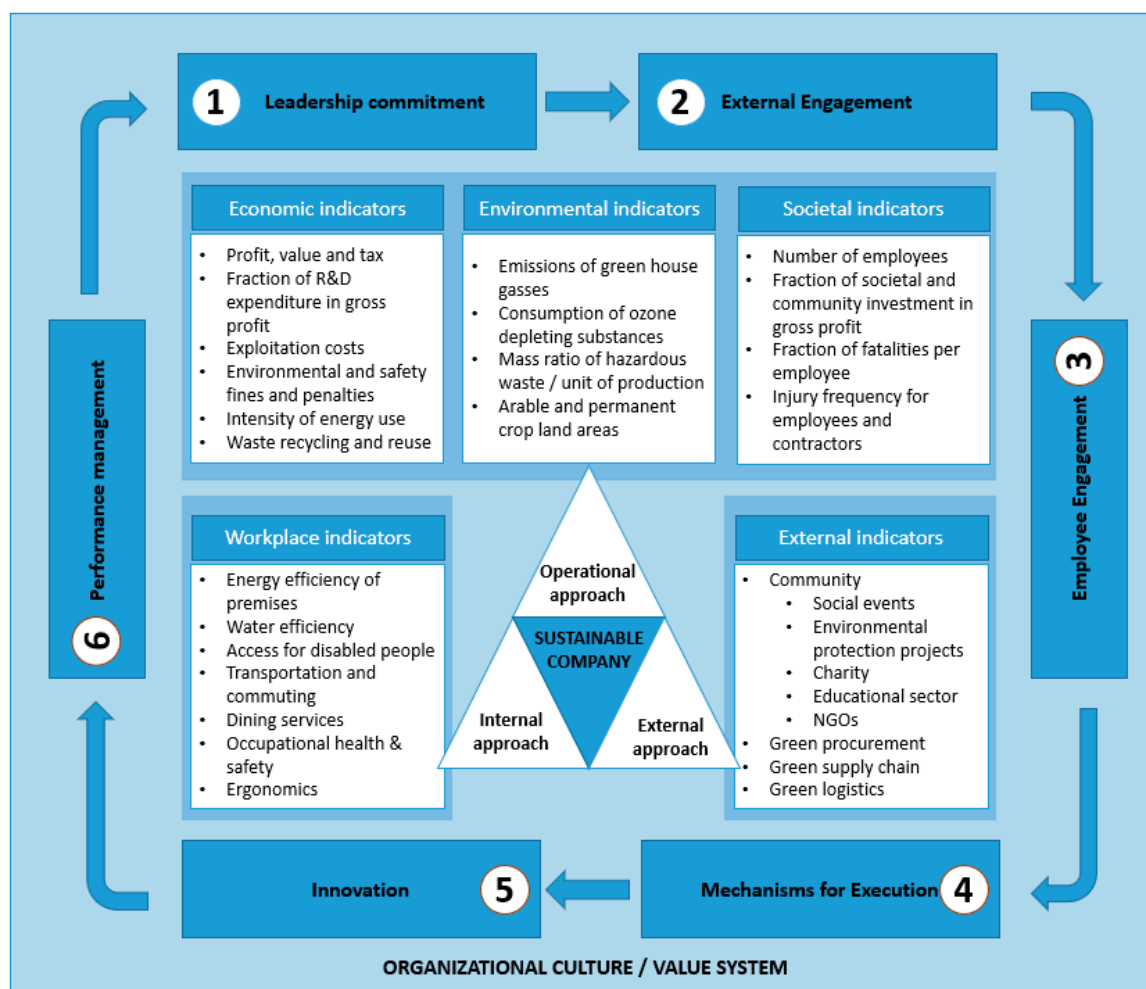 1 Leadership commitment
2 External Engagement
Economic indicators
• Profit, value and tax
• Fraction of R&D
expenditure in gross
profit
• Exploitation costs
• Environmental and safety
fines and penalties
• Intensity of energy use
• Waste recycling and reuse
Environmental indicators
• Emissions of green house
gasses
• Consumption of ozone
depleting substances
• Mass ratio of hazardous
waste / unit of production
• Arable and permanent
crop land areas
Societal indicators
• Number of employees
• Fraction of societal and
community investment in
gross profit
• Fraction of fatalities per
employee
• Injury frequency for
employees and
contractors
3 Employee Engagement
6 Performance management
Workplace indicators
• Energy efficiency of
premises
• Water efficiency
• Access for disabled people
• Transportation and
commuting
• Dining services
• Occupational health &
safety
• Ergonomics
Operational
approach
SUSTAINABLE
COMPANY
Internal
approach
External
approach
External indicators
• Community
• Social events
• Environmental
protection projects
• Charity
• Educational sector
• NGOs
• Green procurement
• Green supply chain
• Green logistics
Innovation 5
Mechanisms for Execution 4
ORGANIZATIONAL CULTURE / VALUE SYSTEM